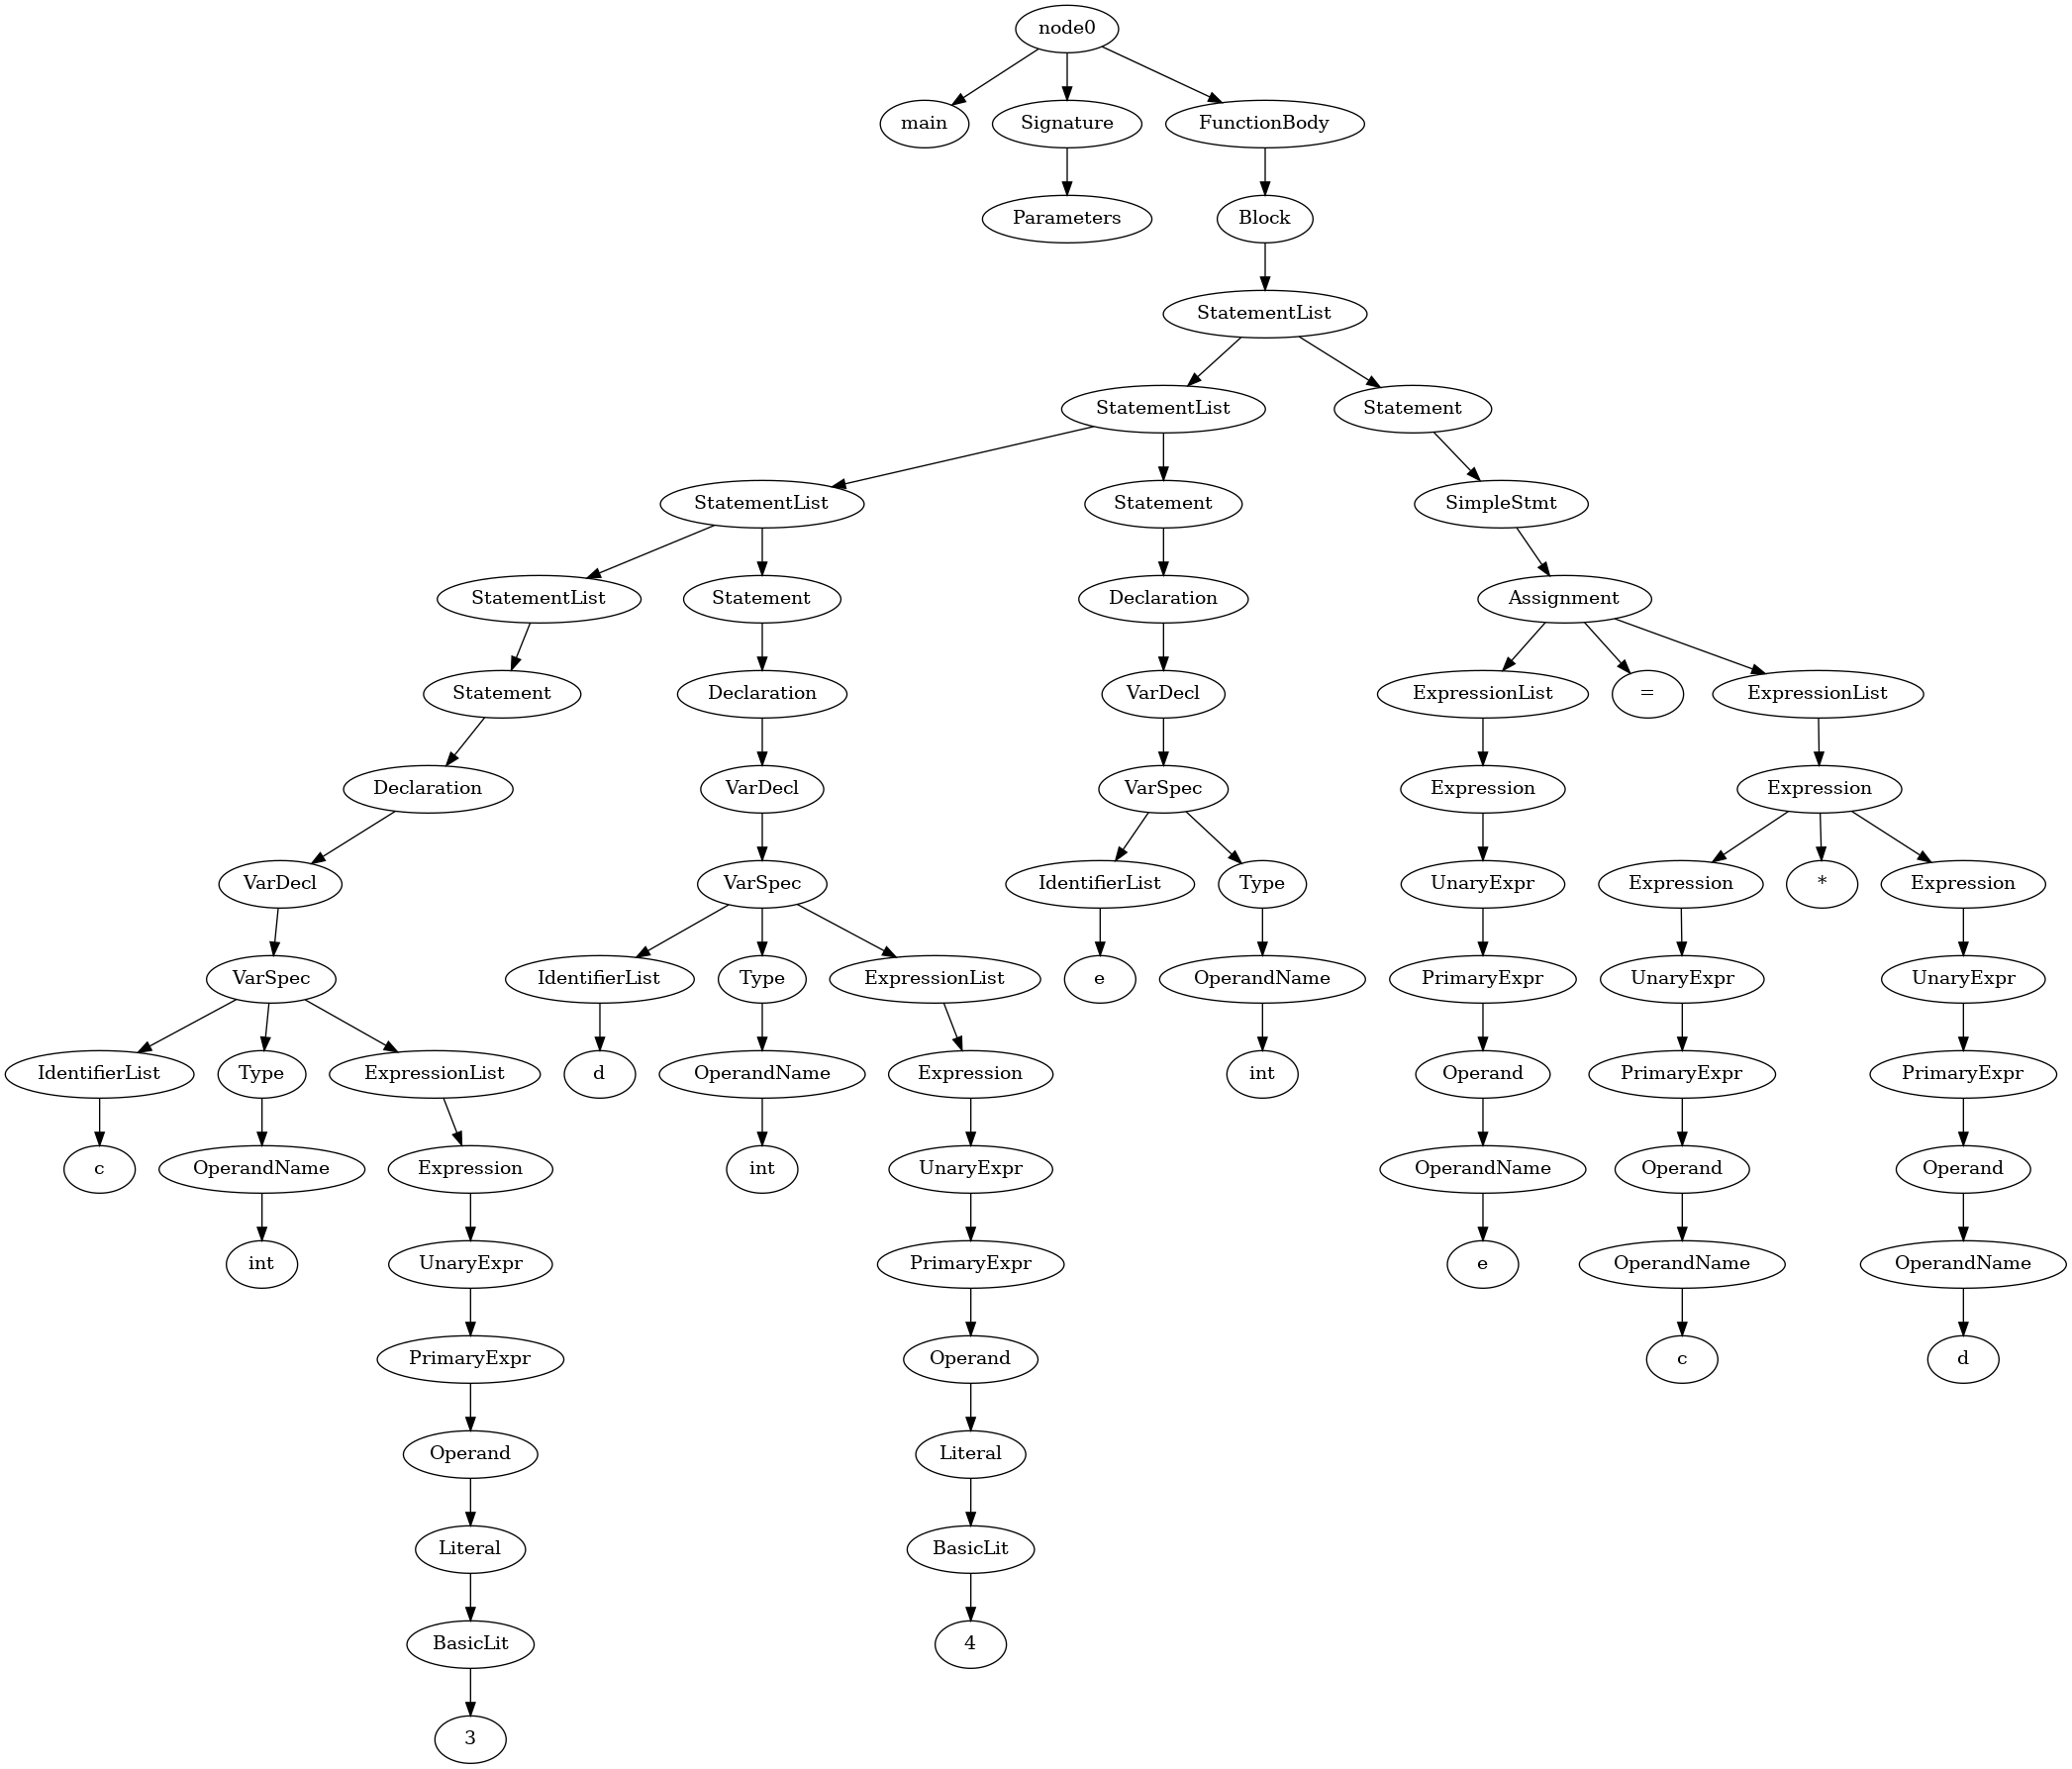 node0
main Signature FunctionBody
Parameters Block
StatementList
StatementList Statement
StatementList Statement SimpleStmt
StatementList Statement Declaration Assignment
Statement Declaration VarDecl ExpressionList = ExpressionList
Declaration VarDecl VarSpec Expression Expression
VarDecl VarSpec IdentifierList Type UnaryExpr Expression * Expression
VarSpec IdentifierList Type ExpressionList e OperandName PrimaryExpr UnaryExpr UnaryExpr
IdentifierList Type ExpressionList d OperandName Expression int Operand PrimaryExpr PrimaryExpr
c OperandName Expression int UnaryExpr OperandName Operand Operand
int UnaryExpr PrimaryExpr e OperandName OperandName
PrimaryExpr Operand c d
Operand Literal
Literal BasicLit
BasicLit 4
3